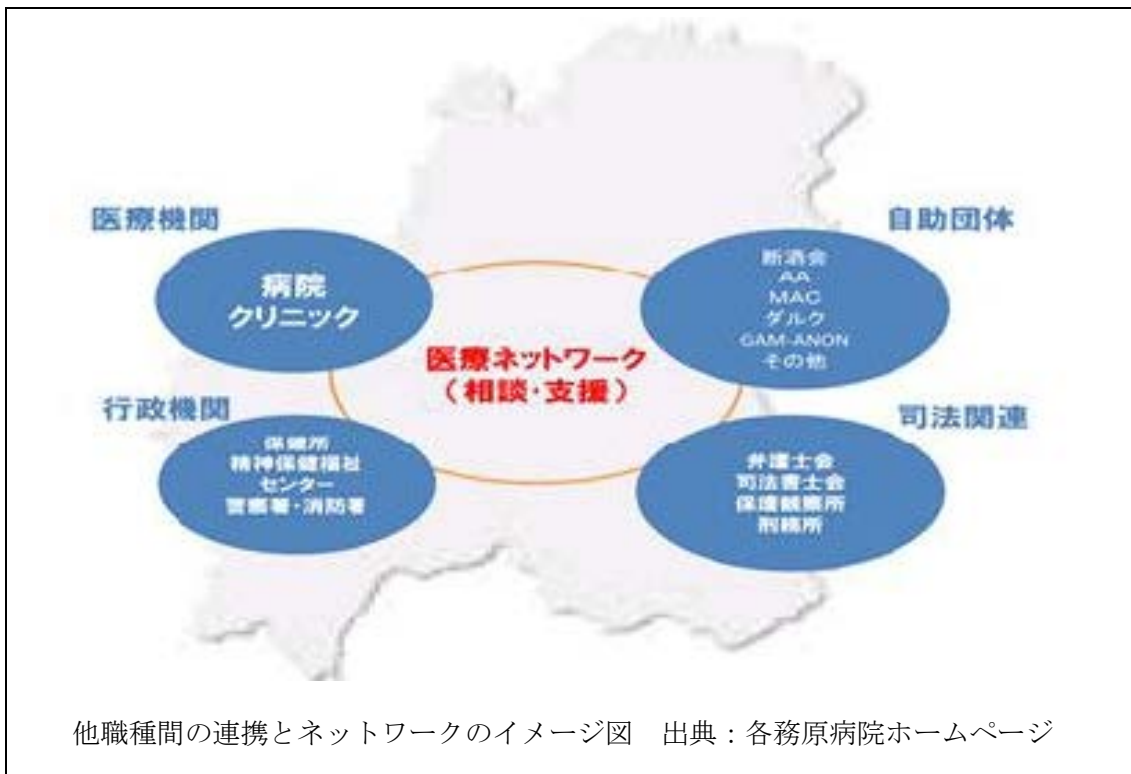 医療機関
病院
クリニック
自助団体
断酒会
AA
MAC
ダルク
GAM-ANON
その他
医療ネットワーク
(相談・支援)
行政機関
保健所
精神保健福祉
センター
警察署・消防署
司法関連
弁護士会
司法書士会
保護観察所
刑務所
他職種間の連携とネットワークのイメージ図 出典：各務原病院ホームページ